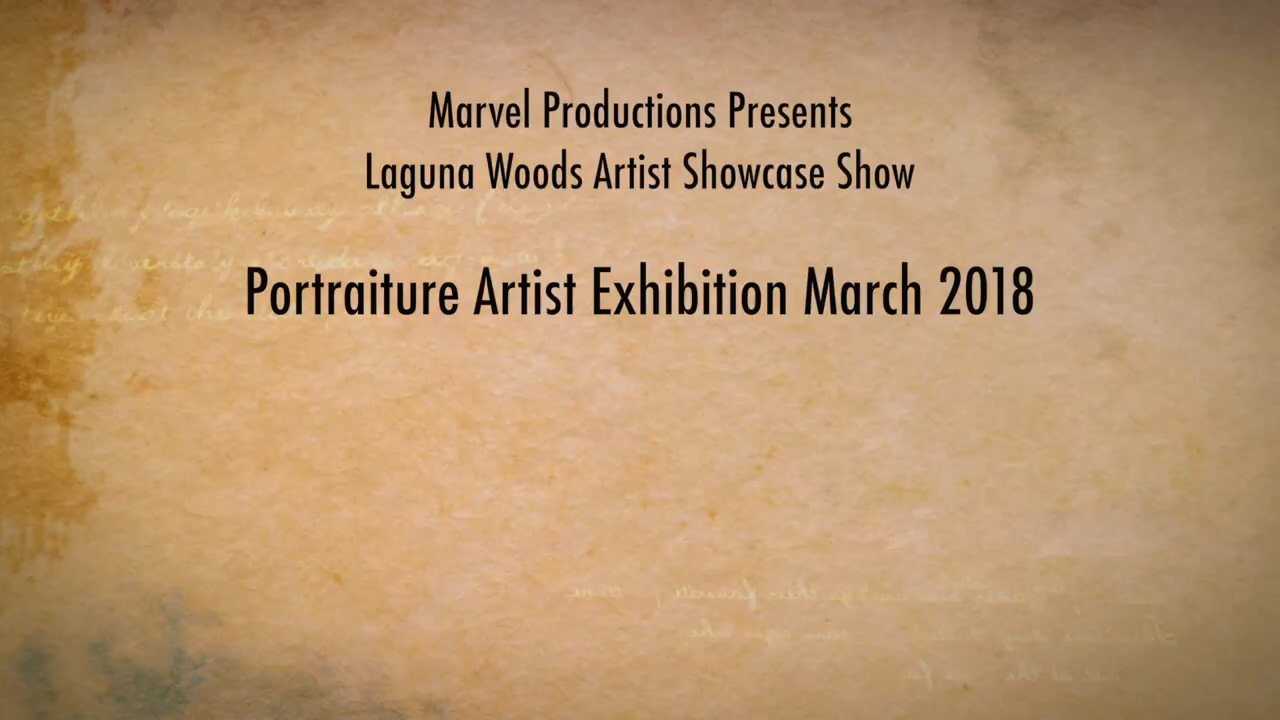 Marvel Productions Presents
Laguna Woods Artist Showcase Show
Portraiture Artist Exhibition March 2018